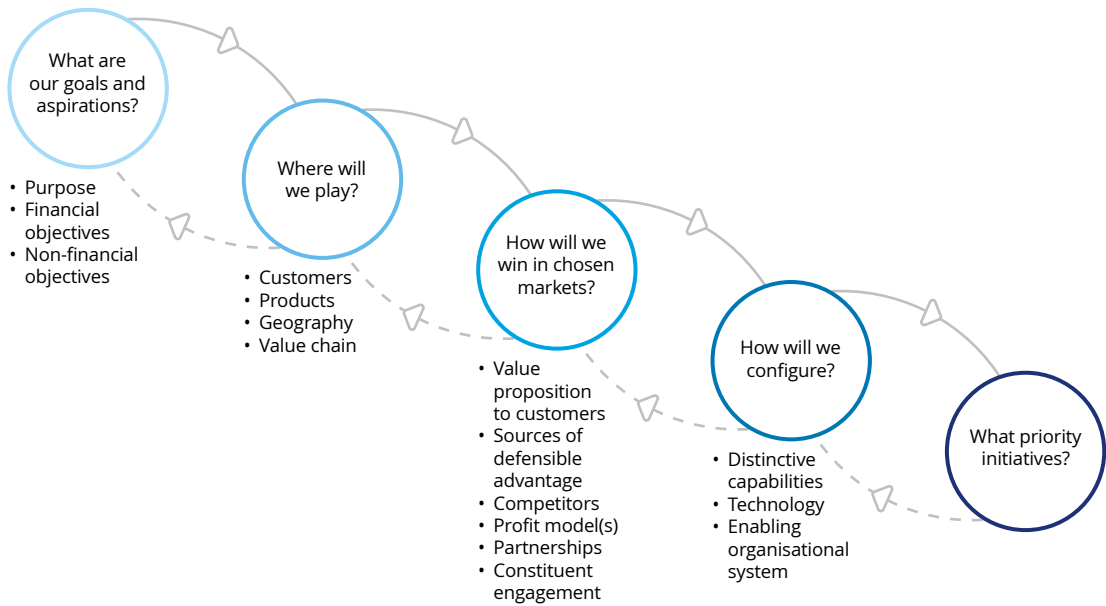 What are
our goals and
aspirations?
• Purpose
• Financial
objectives
• Non-financial
objectives
Where will
we play?
• Customers
• Products
• Geography
• Value chain
How will we
win in chosen
markets?
• Value
proposition
to customers
• Sources of
defensible
advantage
• Competitors
• Profit model(s)
• Partnerships
• Constituent
engagement
How will we
configure?
• Distinctive
capabilities
• Technology
• Enabling
organisational
system
What priority
initiatives?